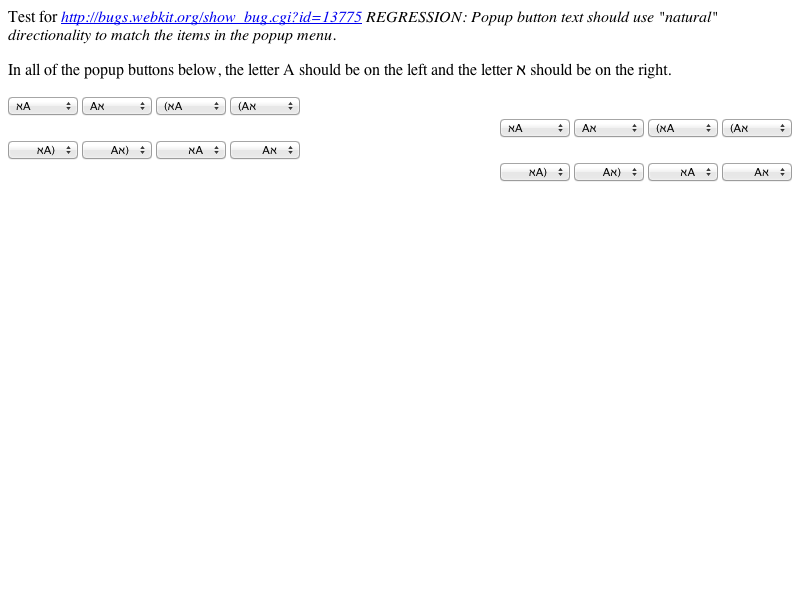 Test for http://bugs.webkit.org/show_bug.cgi?id=13775 REGRESSION: Popup button text should use "natural"
directionality to match the items in the popup menu.
In all of the popup buttons below, the letter A should be on the left and the letter א should be on the right.
אA Aא (אA (Aא
אA Aא (אA (Aא
אA) Aא) אA Aא
אA) Aא) אA Aא